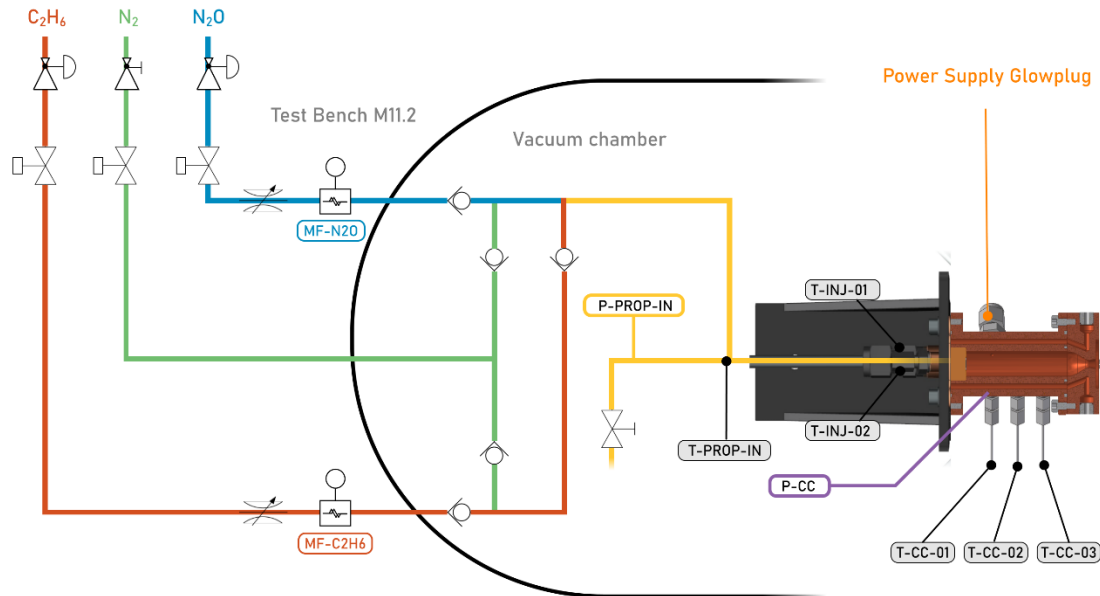 C₂H₆ N₂ N₂O
Power Supply Glowplug
Test Bench M11.2
Vacuum chamber
MF-N2O
T-INJ-01
P-PROP-IN
T-INJ-02
T-PROP-IN
P-CC
MF-C2H6
T-CC-01 T-CC-02 T-CC-03